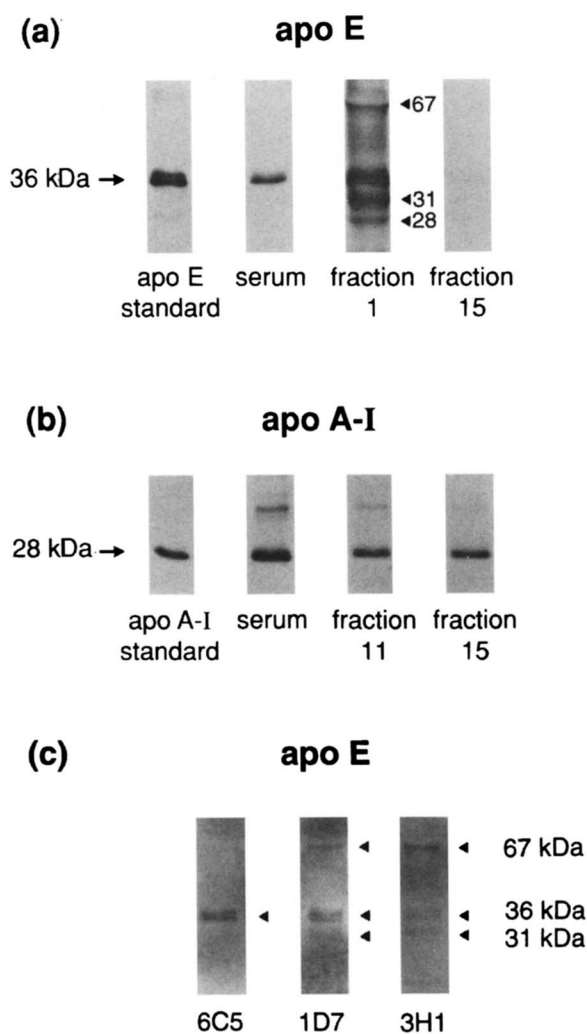 (a) apo E
36 kDa → ◂67
◂31
◂28
apo E standard serum fraction 1 fraction 15
(b) apo A-I
28 kDa →
apo A-I standard serum fraction 11 fraction 15
(c) apo E
67 kDa
36 kDa
31 kDa
6C5 1D7 3H1